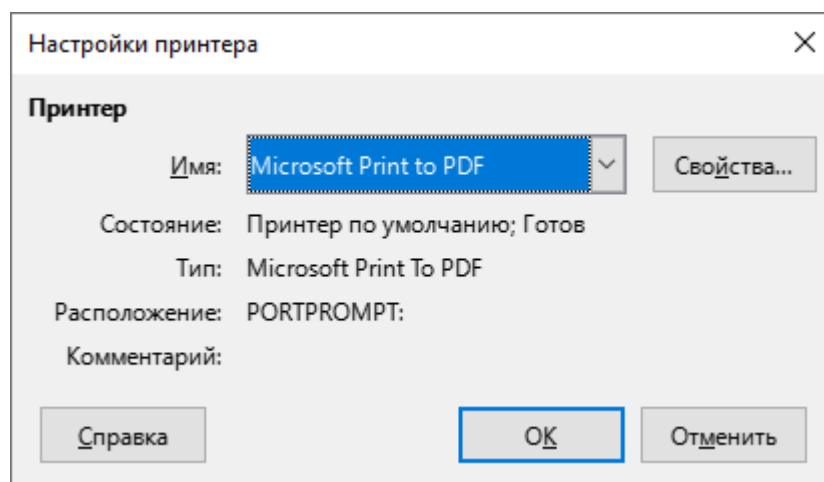 Настройки принтера
Принтер
Имя: Microsoft Print to PDF Свойства...
Состояние: Принтер по умолчанию; Готов
Тип: Microsoft Print To PDF
Расположение: PORTPROMPT:
Комментарий:
Справка OK Отменить